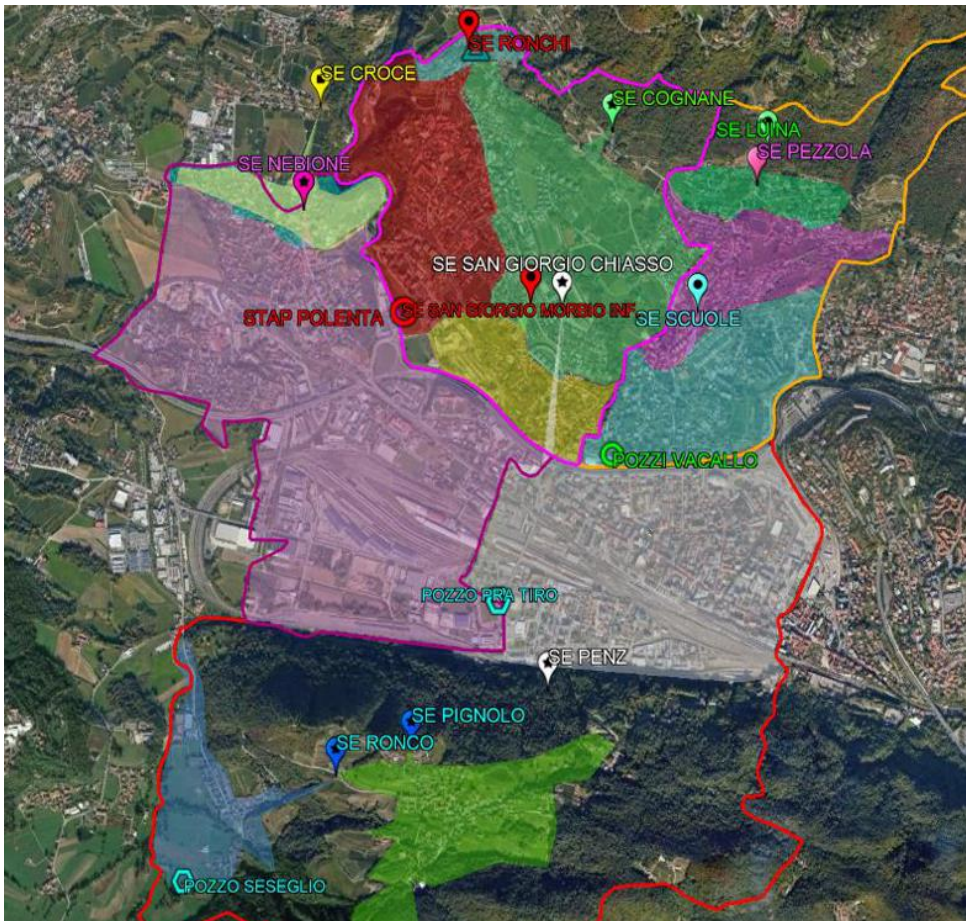 SE RONCHI
SE CROCE
SE COGNANE
SE LUINA
SE PEZZOLA
SE NEBIONE
SE SAN GIORGIO CHIASSO
SE SAN GIORGIO MORBIO INF.
STAP POLENTA
SE SCUOLE
POZZI VACALLO
POZZO PRA TIRO
SE PENZ
SE PIGNOLO
SE RONCO
POZZO SESEGLIO